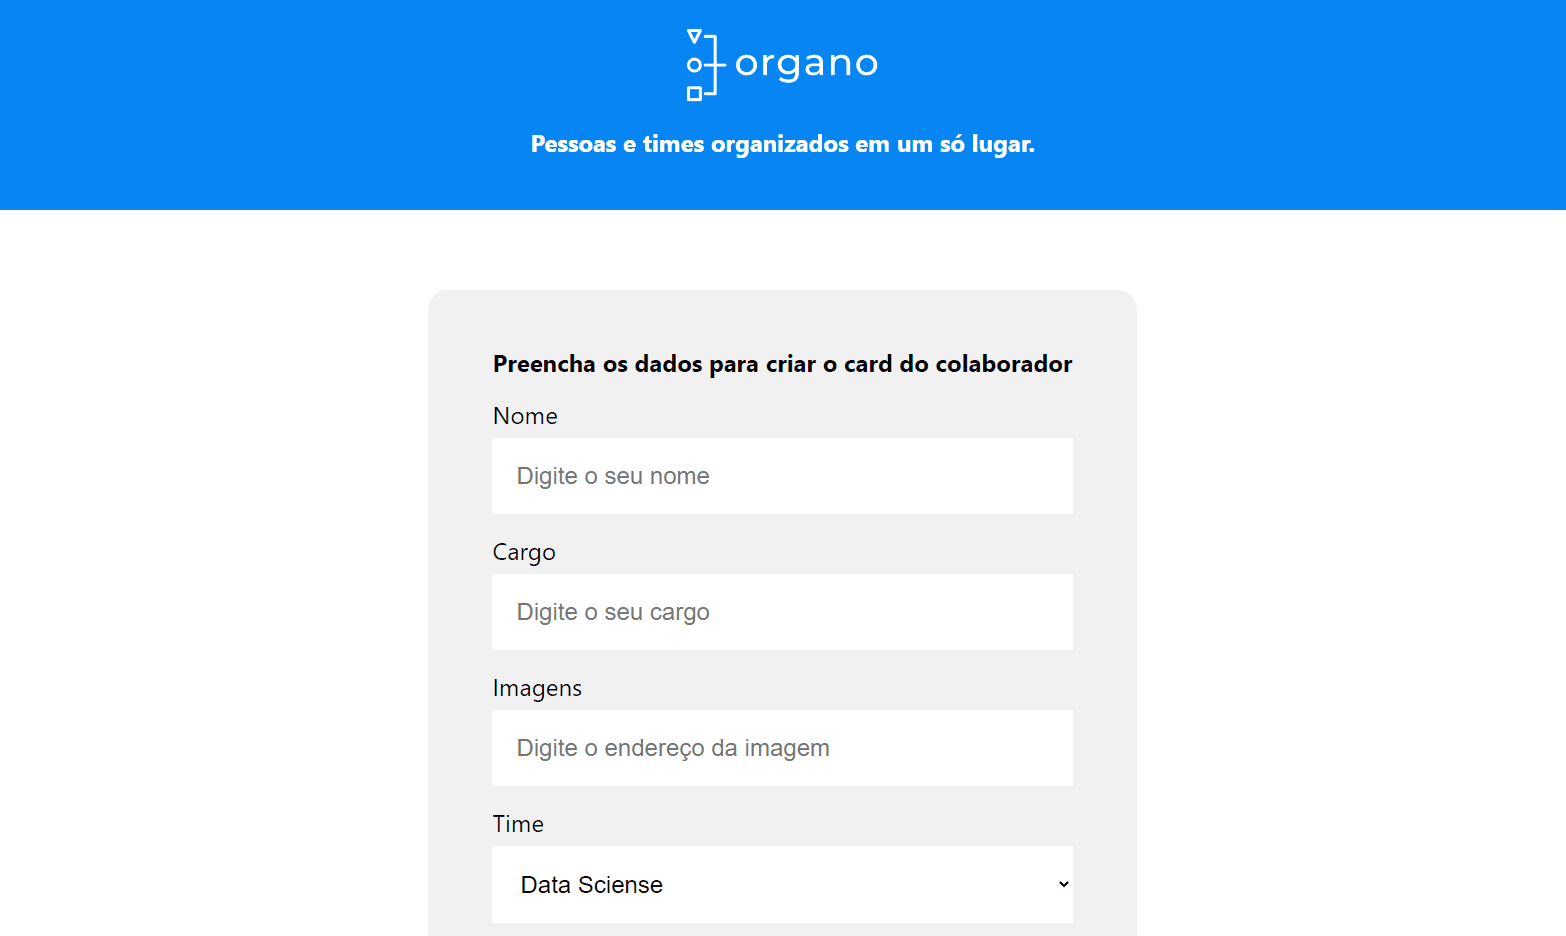 organo
Pessoas e times organizados em um só lugar.
Preencha os dados para criar o card do colaborador
Nome
Digite o seu nome
Cargo
Digite o seu cargo
Imagens
Digite o endereço da imagem
Time
Data Sciense